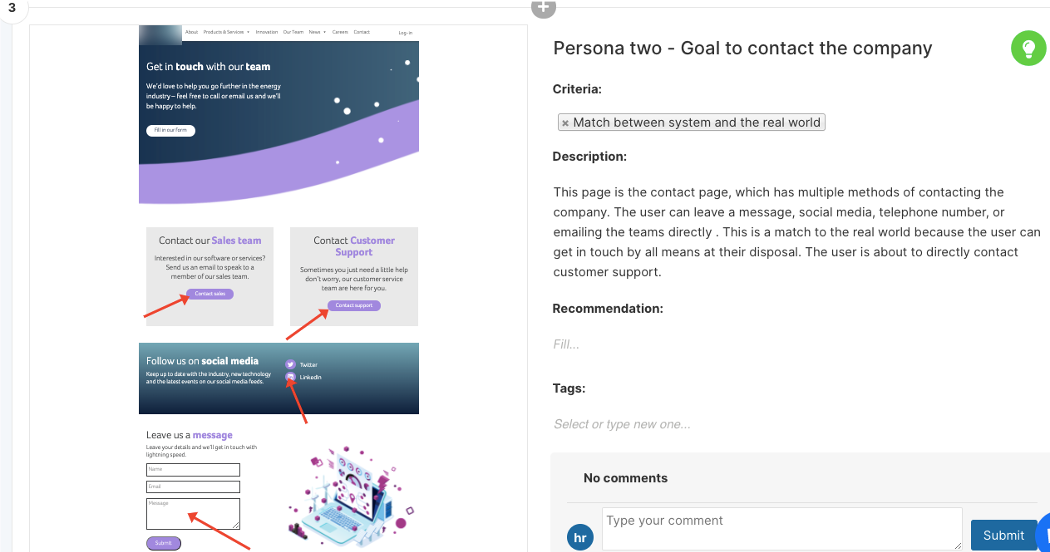 3
About Products & Services Innovation Our Team News Careers Contact Log in
Get in touch with our team
We'd love to help you go further in the energy
industry – feel free to call or email us and we'll
be happy to help.
Fill in our form
Contact our Sales team
Interested in our software or services?
Send us an email to speak to a
member of our sales team.
Contact sales
Contact Customer
Support
Sometimes you just need a little help
don't worry, our customer service
team are here for you.
Contact support
Follow us on social media
Keep up to date with the industry, new technology
and the latest events on our social media feeds.
Twitter
LinkedIn
Leave us a message
Leave your details and we'll get in touch with
lightning speed.
Name
Email
Message
Submit
Persona two - Goal to contact the company
Criteria:
× Match between system and the real world
Description:
This page is the contact page, which has multiple methods of contacting the
company. The user can leave a message, social media, telephone number, or
emailing the teams directly . This is a match to the real world because the user can
get in touch by all means at their disposal. The user is about to directly contact
customer support.
Recommendation:
Fill...
Tags:
Select or type new one...
No comments
hr
Type your comment
Submit